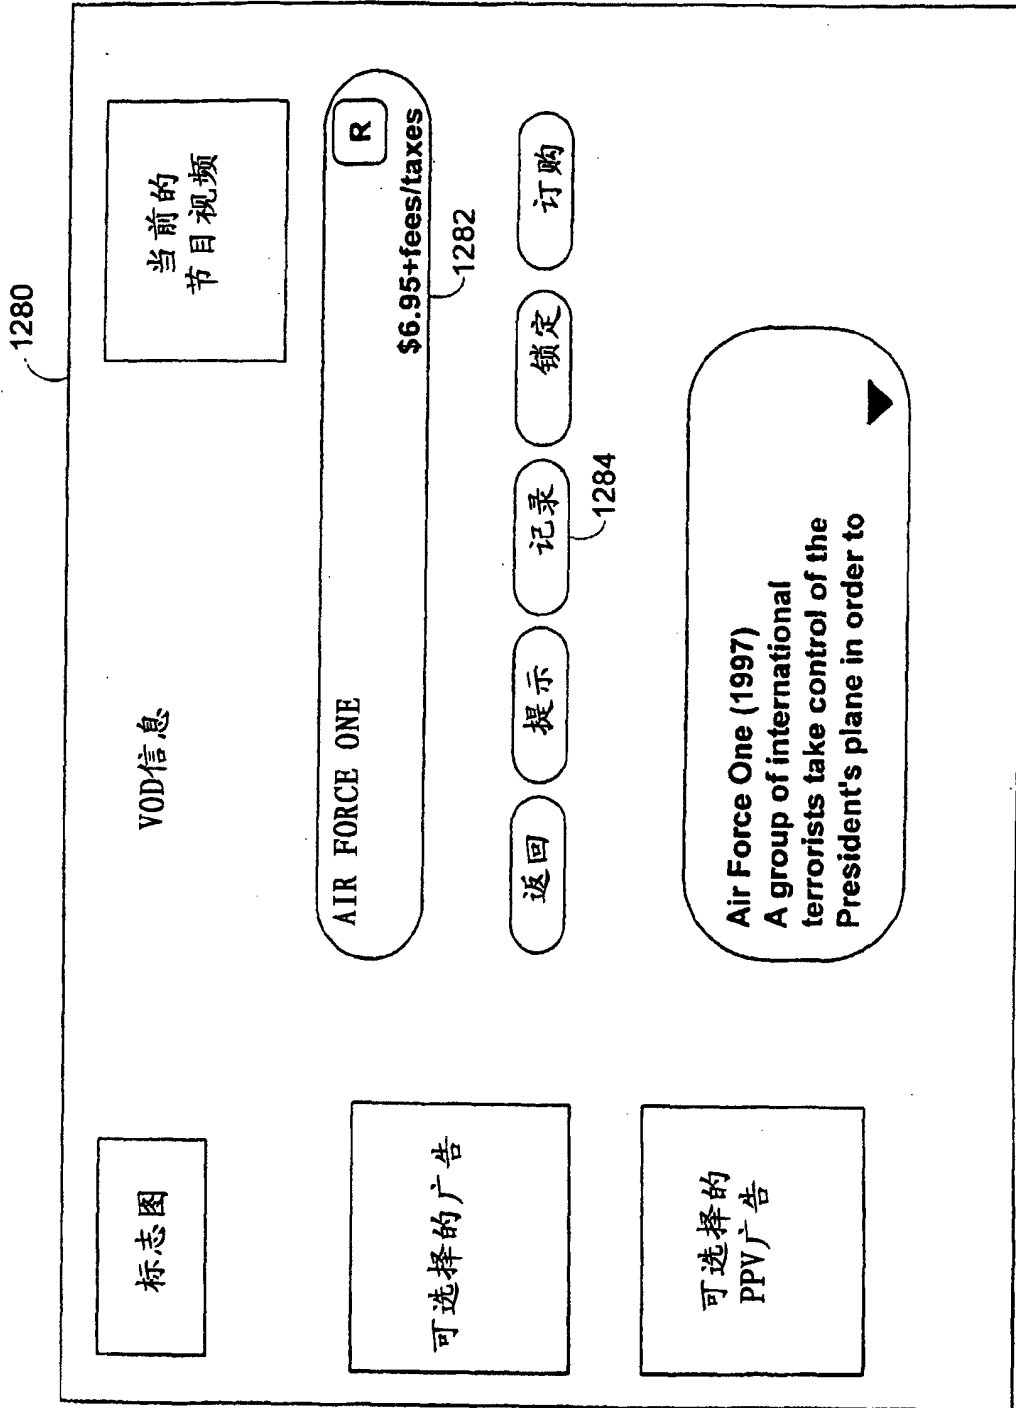 1280
标志图
VOD信息
当前的
节目视频
可选择的广告
AIR FORCE ONE
R
$6.95+fees/taxes
1282
返回
提示
记录
锁定
订购
1284
可选择的
PPV广告
Air Force One (1997)
A group of international
terrorists take control of the
President's plane in order to